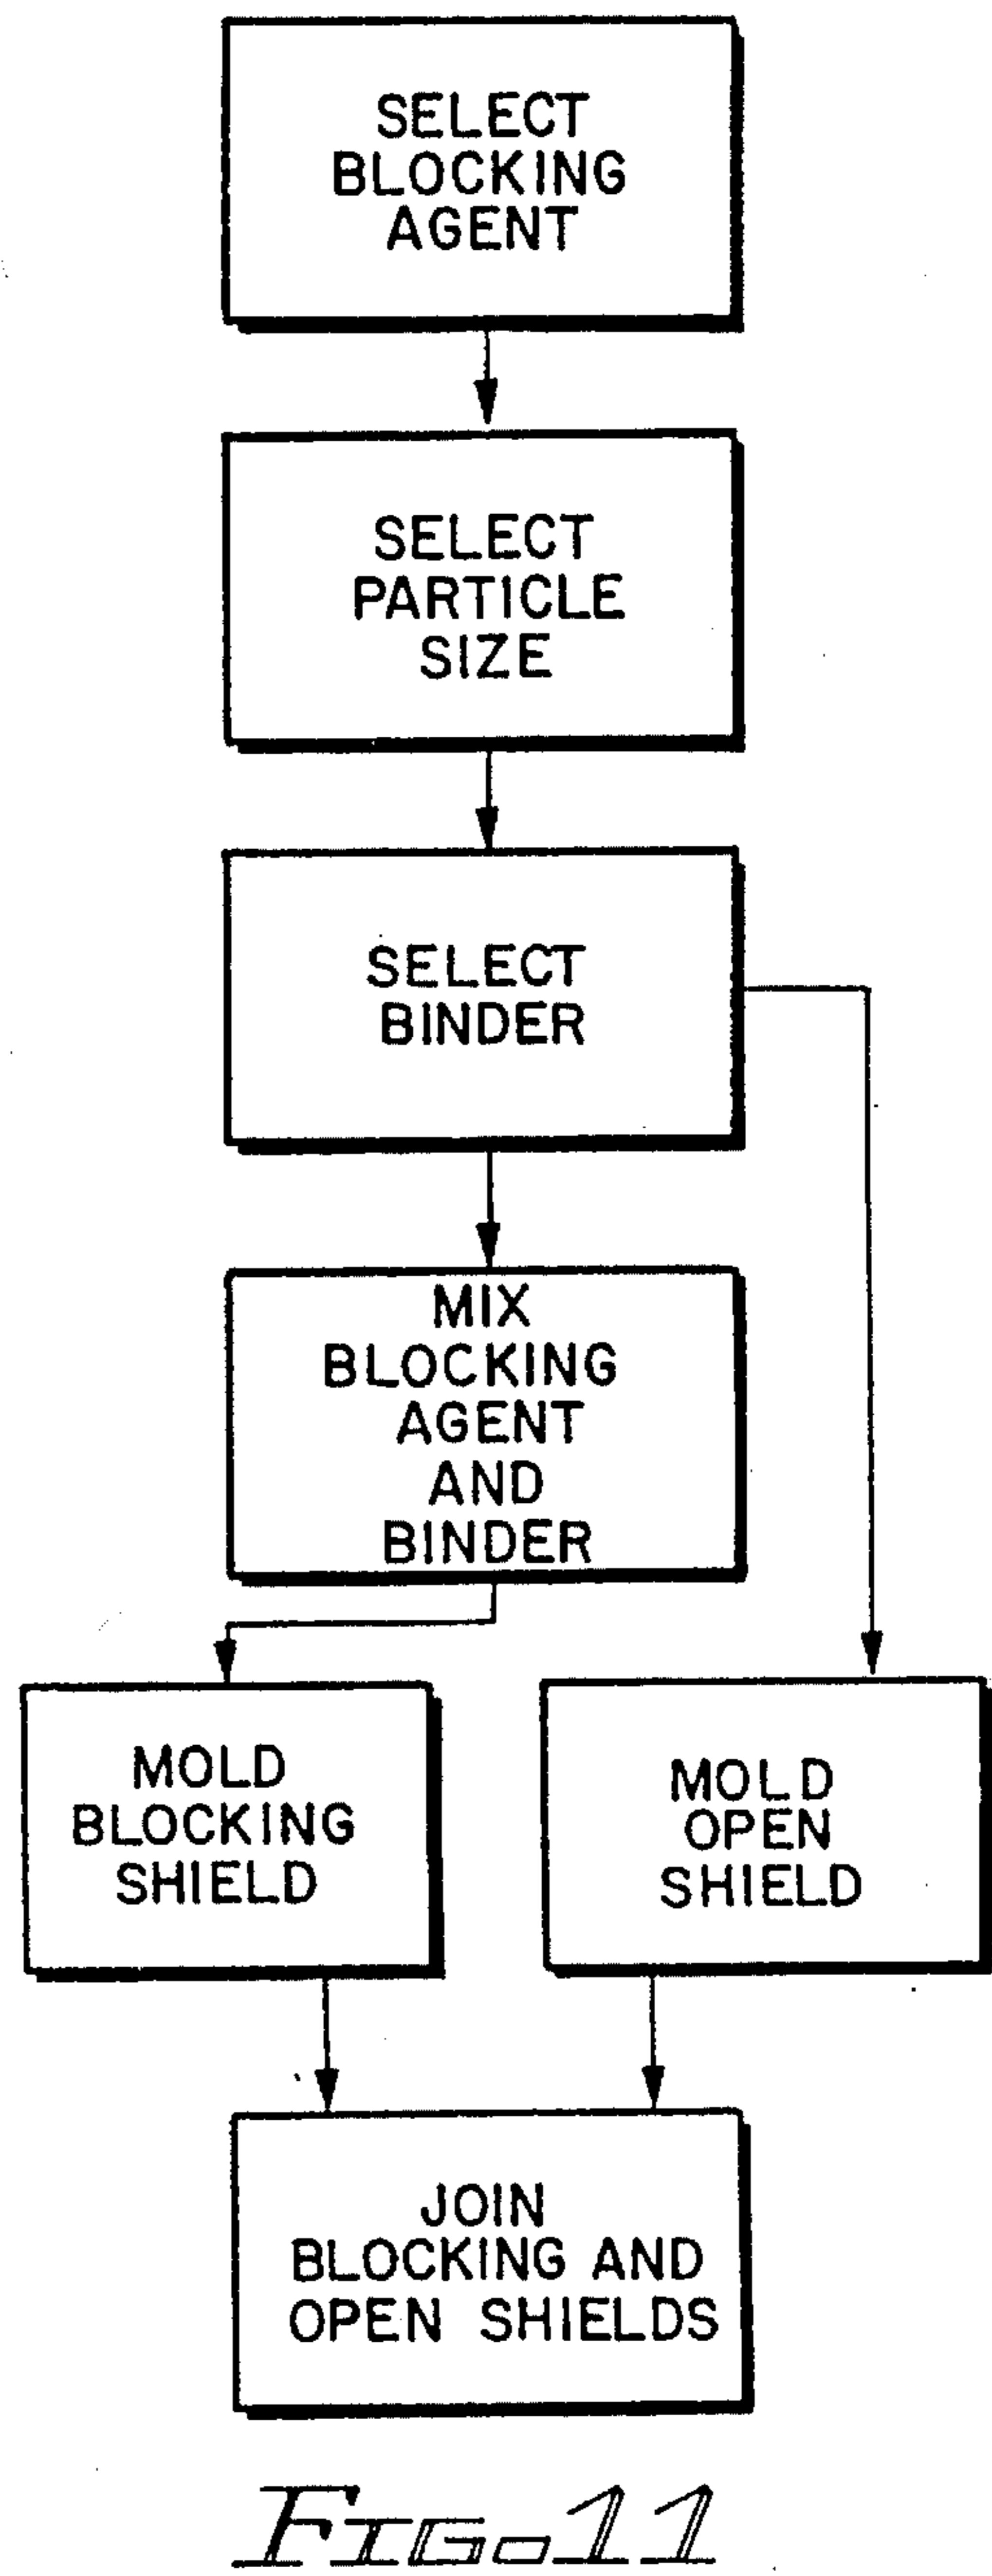 SELECT
BLOCKING
AGENT
SELECT
PARTICLE
SIZE
SELECT
BINDER
MIX
BLOCKING
AGENT
AND
BINDER
MOLD
BLOCKING
SHIELD
MOLD
OPEN
SHIELD
JOIN
BLOCKING AND
OPEN SHIELDS
FIG. 11